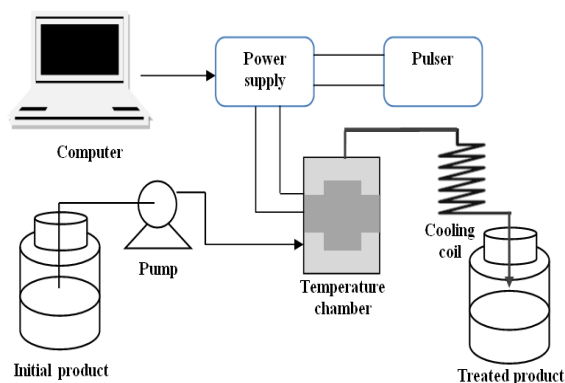 Power
supply
Pulser
Computer
Pump
Temperature
chamber
Cooling
coil
Initial product
Treated product